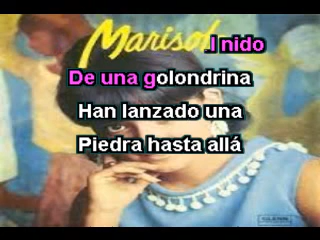 Marisol
l nido
De una golondrina
Han lanzado una
Piedra hasta allá